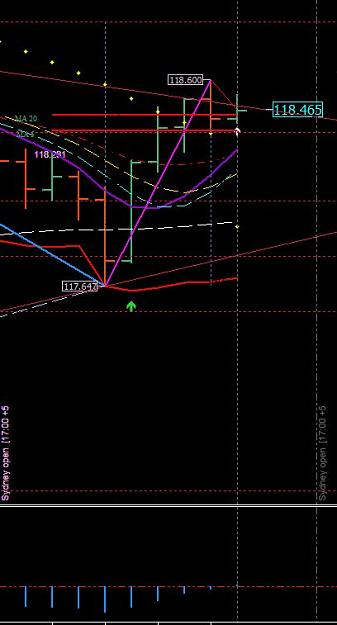 118.600
118.465
MA 20
118.231
117.647
Sydney open [17:00 +5
Sydney open [17:00 +5